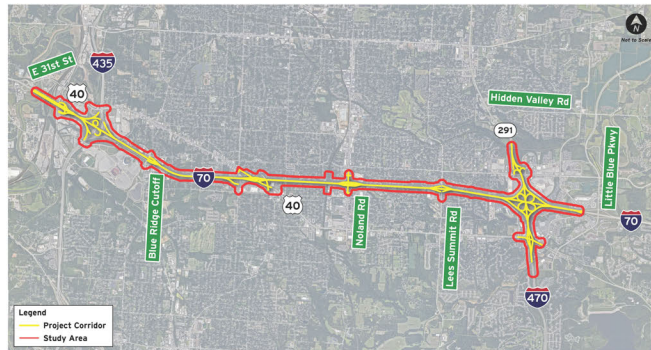 N
Not to Scale
E 31st St
435
40
Hidden Valley Rd
291
Little Blue Pkwy
Blue Ridge Cutoff
70
40
Noland Rd
Lees Summit Rd
70
470
Legend
Project Corridor
Study Area